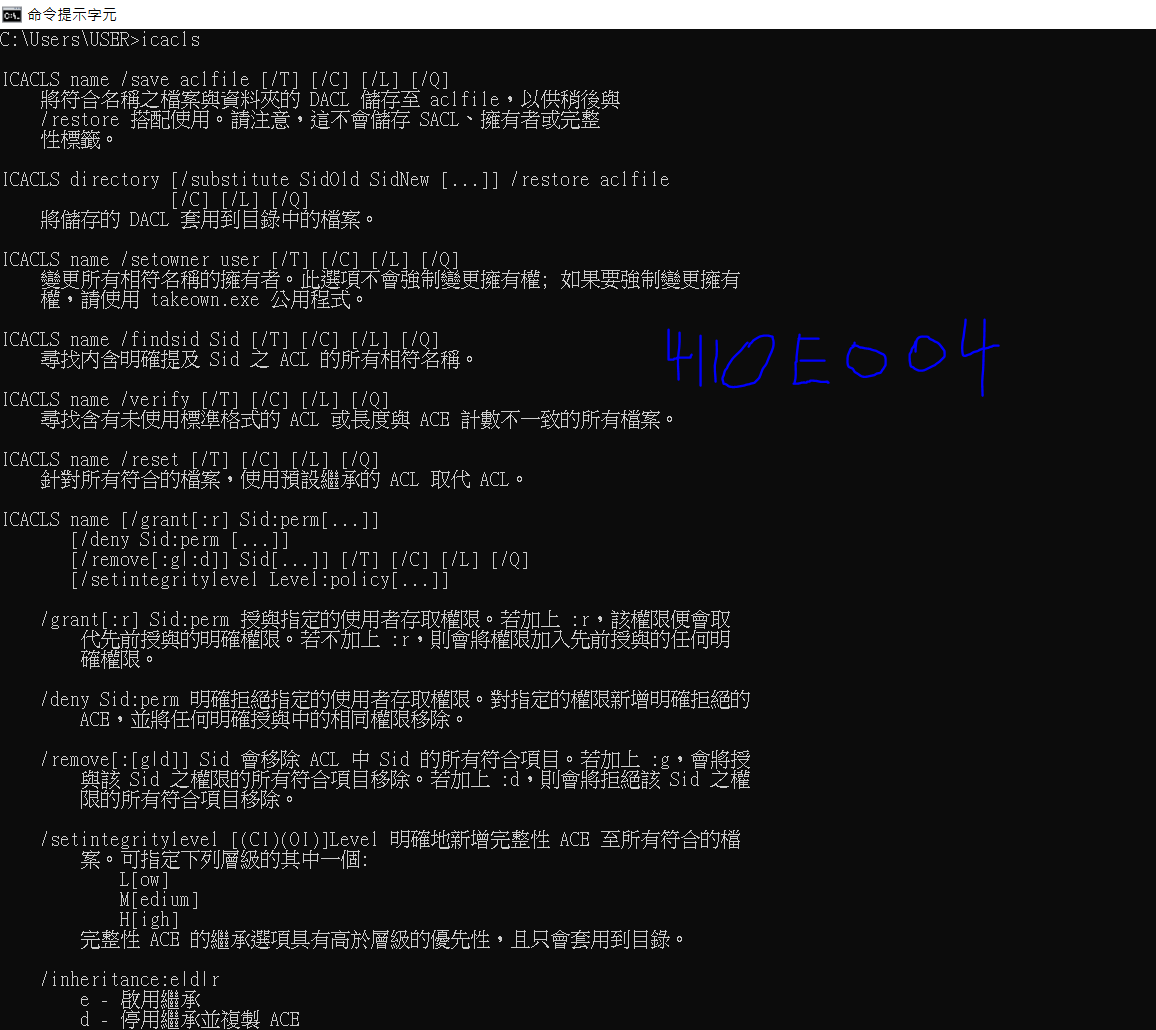 命令提示字元
C:\Users\USER>icacls
ICACLS name /save aclfile [/T] [/C] [/L] [/Q]
將符合名稱之檔案與資料夾的 DACL 儲存至 aclfile，以供稍後與
/restore 搭配使用。請注意，這不會儲存 SACL、擁有者或完整
性標籤。
ICACLS directory [/substitute SidOld SidNew [...]] /restore aclfile
[/C] [/L] [/Q]
將儲存的 DACL 套用到目錄中的檔案。
ICACLS name /setowner user [/T] [/C] [/L] [/Q]
變更所有相符名稱的擁有者。此選項不會強制變更擁有權; 如果要強制變更擁有
權，請使用 takeown.exe 公用程式。
ICACLS name /findsid Sid [/T] [/C] [/L] [/Q]
尋找內含明確提及 Sid 之 ACL 的所有相符名稱。
410E004
ICACLS name /verify [/T] [/C] [/L] [/Q]
尋找含有未使用標準格式的 ACL 或長度與 ACE 計數不一致的所有檔案。
ICACLS name /reset [/T] [/C] [/L] [/Q]
針對所有符合的檔案，使用預設繼承的 ACL 取代 ACL。
ICACLS name [/grant[:r] Sid:perm[...]]
[/deny Sid:perm [...]]
[/remove[:g|:d]] Sid[...]] [/T] [/C] [/L] [/Q]
[/setintegritylevel Level:policy[...]]
/grant[:r] Sid:perm 授與指定的使用者存取權限。若加上 :r，該權限便會取
代先前授與的明確權限。若不加上 :r，則會將權限加入先前授與的任何明
確權限。
/deny Sid:perm 明確拒絕指定的使用者存取權限。對指定的權限新增明確拒絕的
ACE，並將任何明確授與中的相同權限移除。
/remove[:[g|d]] Sid 會移除 ACL 中 Sid 的所有符合項目。若加上 :g，會將授
與該 Sid 之權限的所有符合項目移除。若加上 :d，則會將拒絕該 Sid 之權
限的所有符合項目移除。
/setintegritylevel [(CI)(OI)]Level 明確地新增完整性 ACE 至所有符合的檔
案。可指定下列層級的其中一個:
L[ow]
M[edium]
H[igh]
完整性 ACE 的繼承選項具有高於層級的優先性，且只會套用到目錄。
/inheritance:e|d|r
e - 啟用繼承
d - 停用繼承並複製 ACE